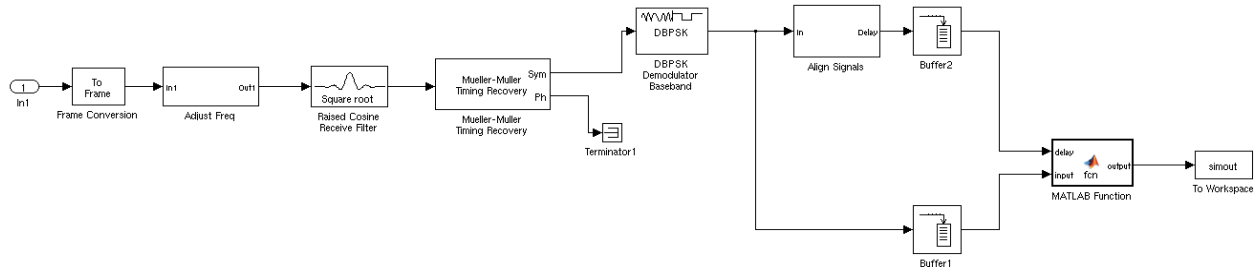 1
In1
To
Frame
Frame Conversion
In1
Out1
Adjust Freq
Square root
Raised Cosine
Receive Filter
Mueller-Muller
Timing Recovery
Sym
Ph
Mueller-Muller
Timing Recovery
Terminator1
DBPSK
DBPSK
Demodulator
Baseband
In
Delay
Align Signals
Buffer2
Buffer1
delay
input
fcn
output
MATLAB Function
simout
To Workspace